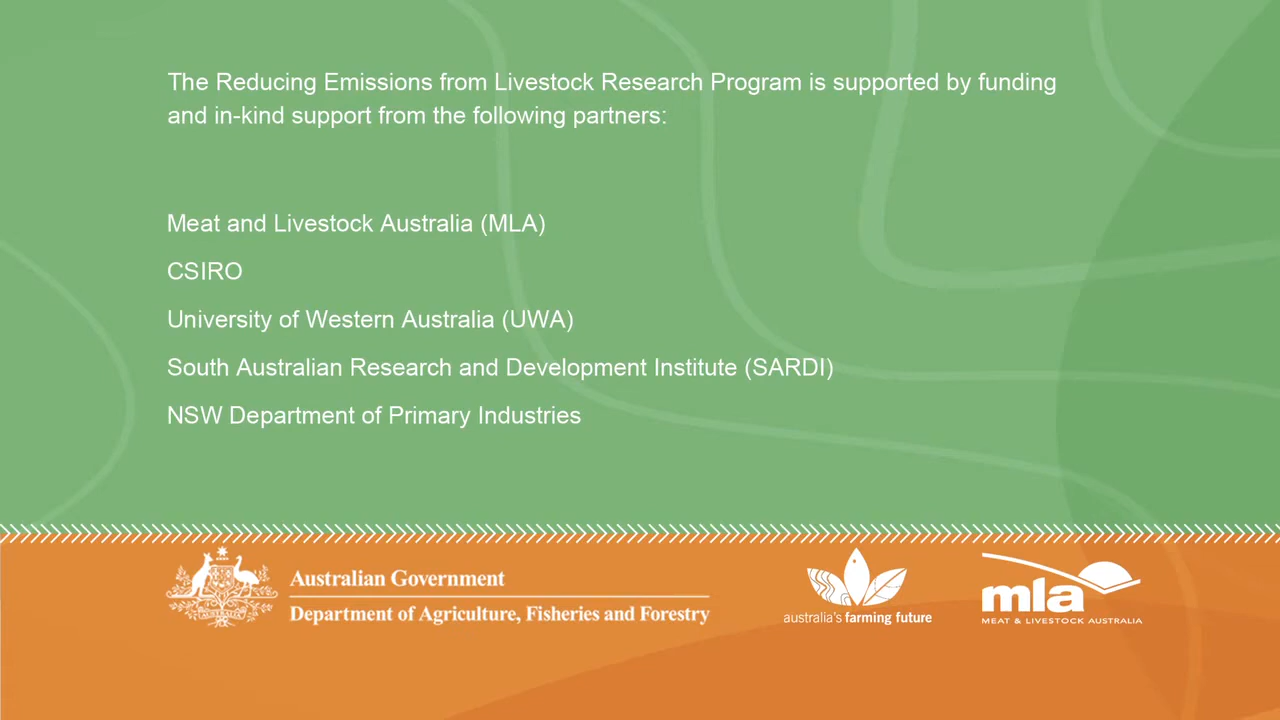 The Reducing Emissions from Livestock Research Program is supported by funding
and in-kind support from the following partners:
Meat and Livestock Australia (MLA)
CSIRO
University of Western Australia (UWA)
South Australian Research and Development Institute (SARDI)
NSW Department of Primary Industries
Australian Government
Department of Agriculture, Fisheries and Forestry
australia's farming future
mla
MEAT & LIVESTOCK AUSTRALIA